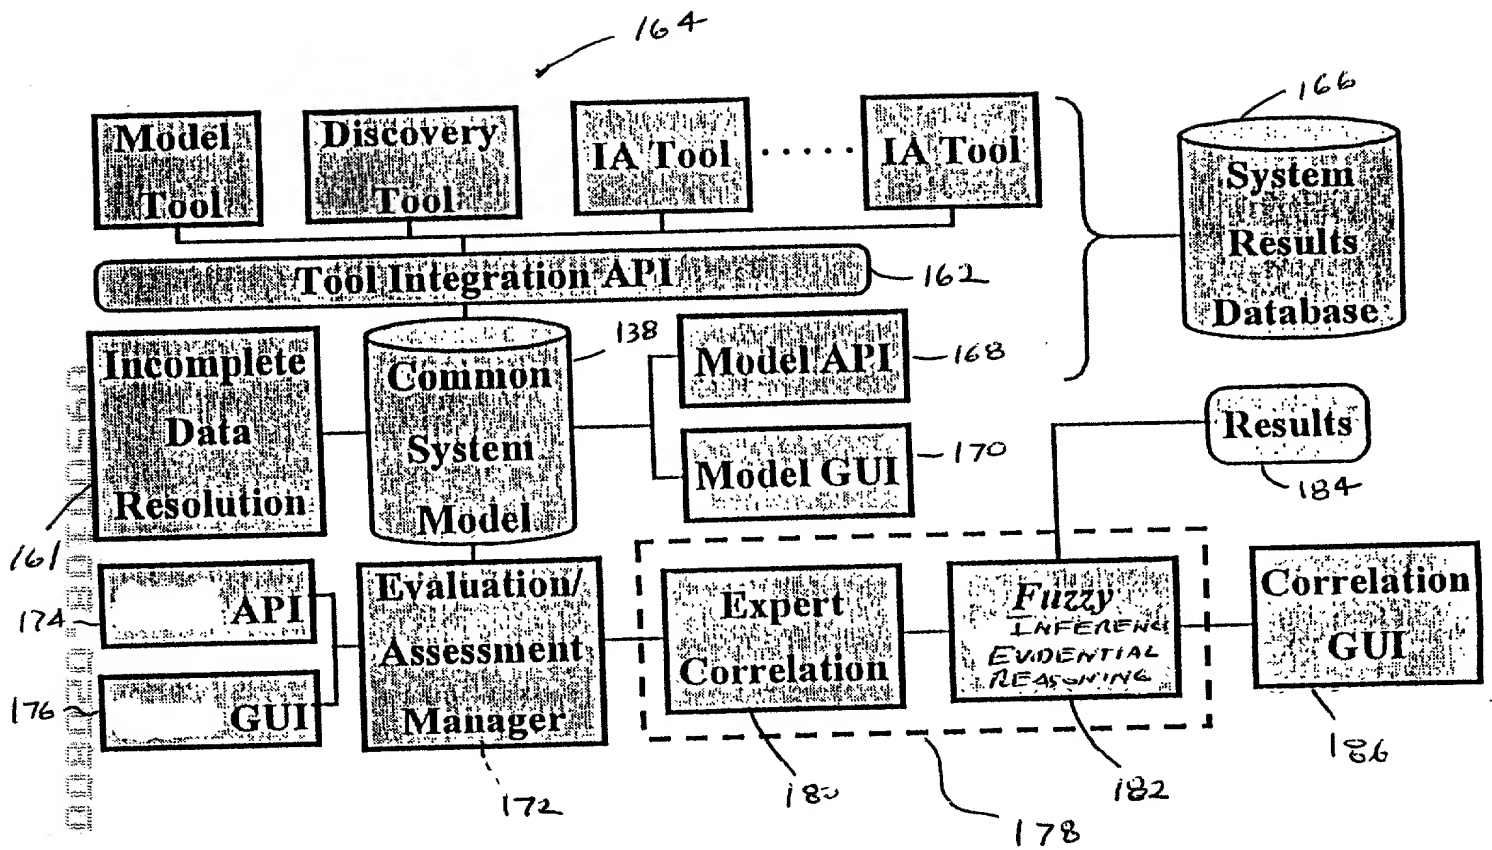 164
166
Model
Tool
Discovery
Tool
IA Tool
.....
IA Tool
System
Results
Database
Tool Integration API
162
Incomplete
Data
Resolution
161
138
Common
System
Model
Model API
168
Model GUI
170
Results
184
API
174
GUI
176
Evaluation/
Assessment
Manager
172
Expert
Correlation
180
Fuzzy
INFERENCE
EVIDENTIAL
REASONING
182
178
Correlation
GUI
186